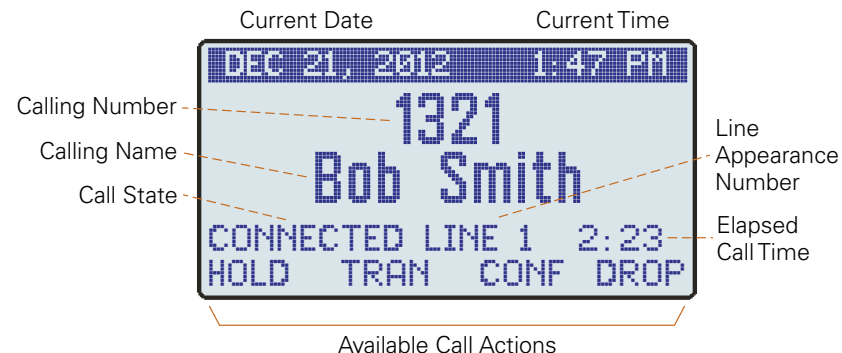 Current Date Current Time
DEC 21, 2012 1:47 PM
Calling Number
1321
Calling Name
Bob Smith
Line
Appearance
Number
Call State
CONNECTED LINE 1 2:23
Elapsed
Call Time
HOLD TRAN CONF DROP
Available Call Actions